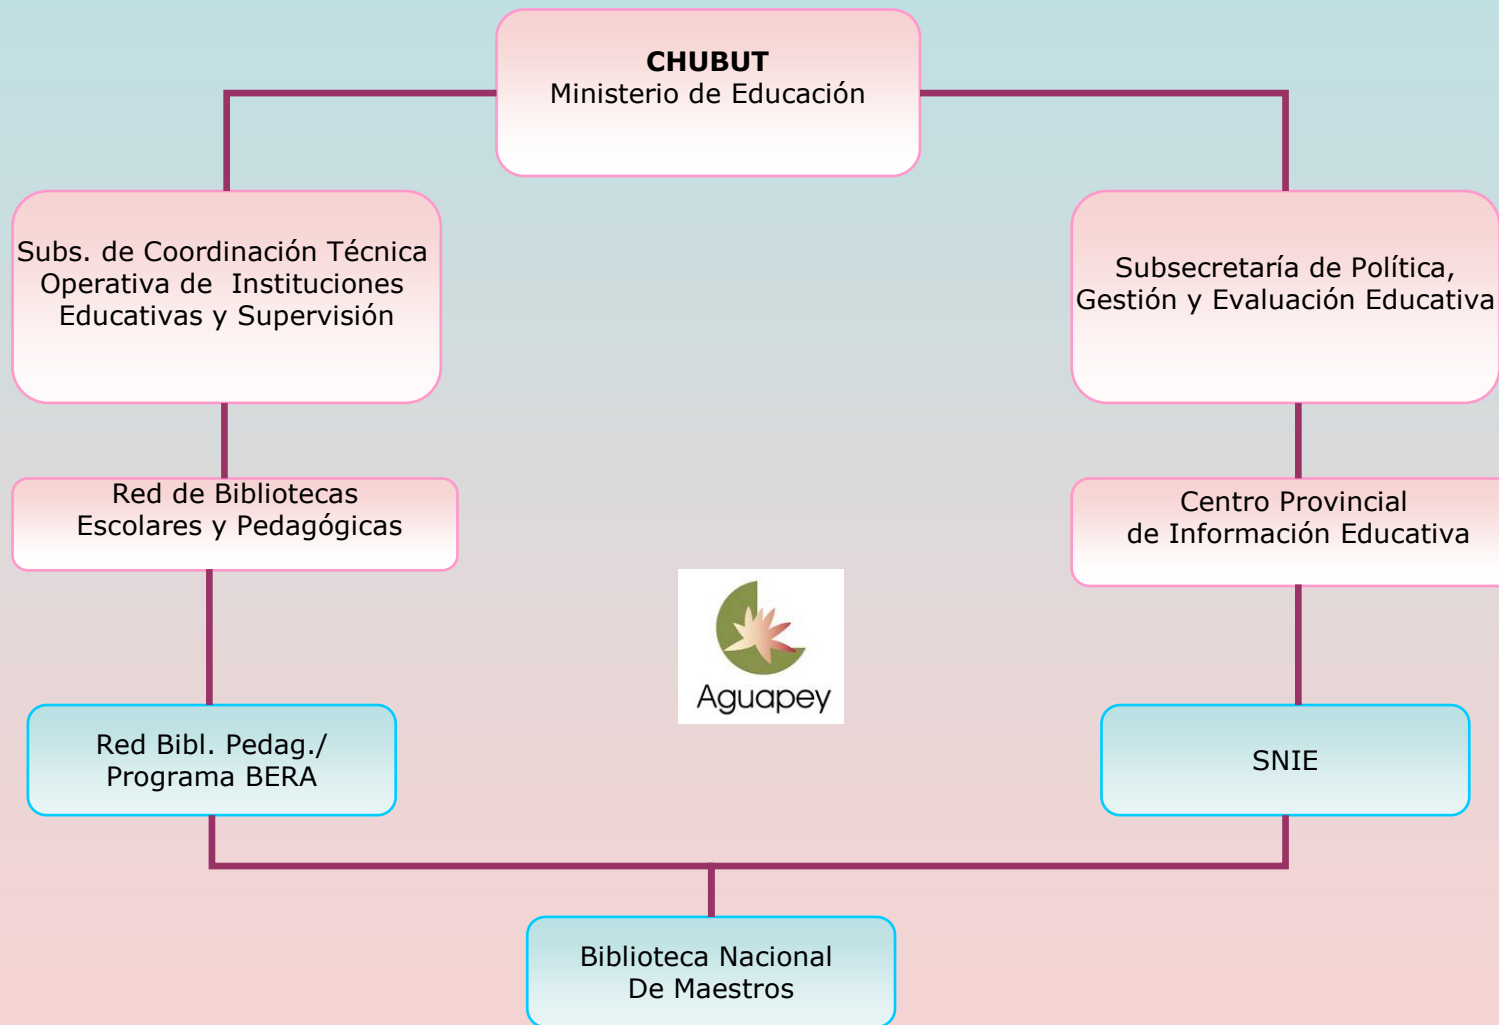 CHUBUT
Ministerio de Educación
Subs. de Coordinación Técnica
Operativa de Instituciones
Educativas y Supervisión
Subsecretaría de Política,
Gestión y Evaluación Educativa
Red de Bibliotecas
Escolares y Pedagógicas
Centro Provincial
de Información Educativa
Aguapey
Red Bibl. Pedag./
Programa BERA
SNIE
Biblioteca Nacional
De Maestros